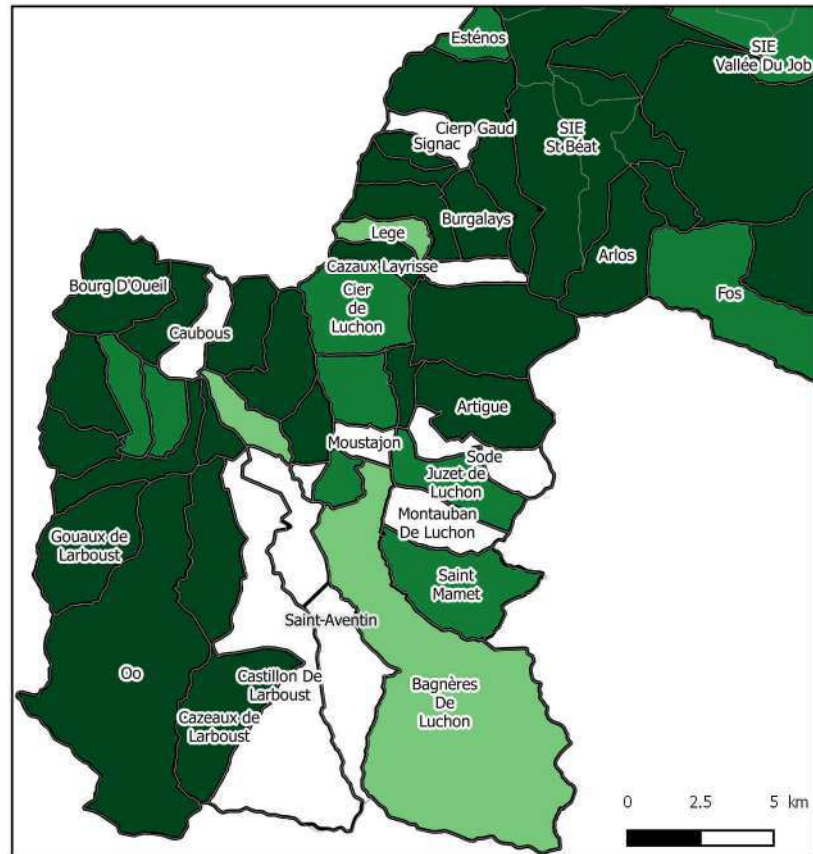 Esténos
SIE
Vallée Du Job
Cierp Gaud
Signac
SIE
St Béat
Burgalays
Lege
Arlos
Cazaux Layrisse
Bourg D'Oueil
Cier
de
Luchon
Fos
Caubous
Artigue
Moustajon
Sode
Juzet de
Luchon
Montauban
De Luchon
Gouaux de
Larboust
Saint
Mamet
Saint-Aventin
Oo
Castillon De
Larboust
Bagnères
De
Luchon
Cazeaux de
Larboust
0 2.5 5 km